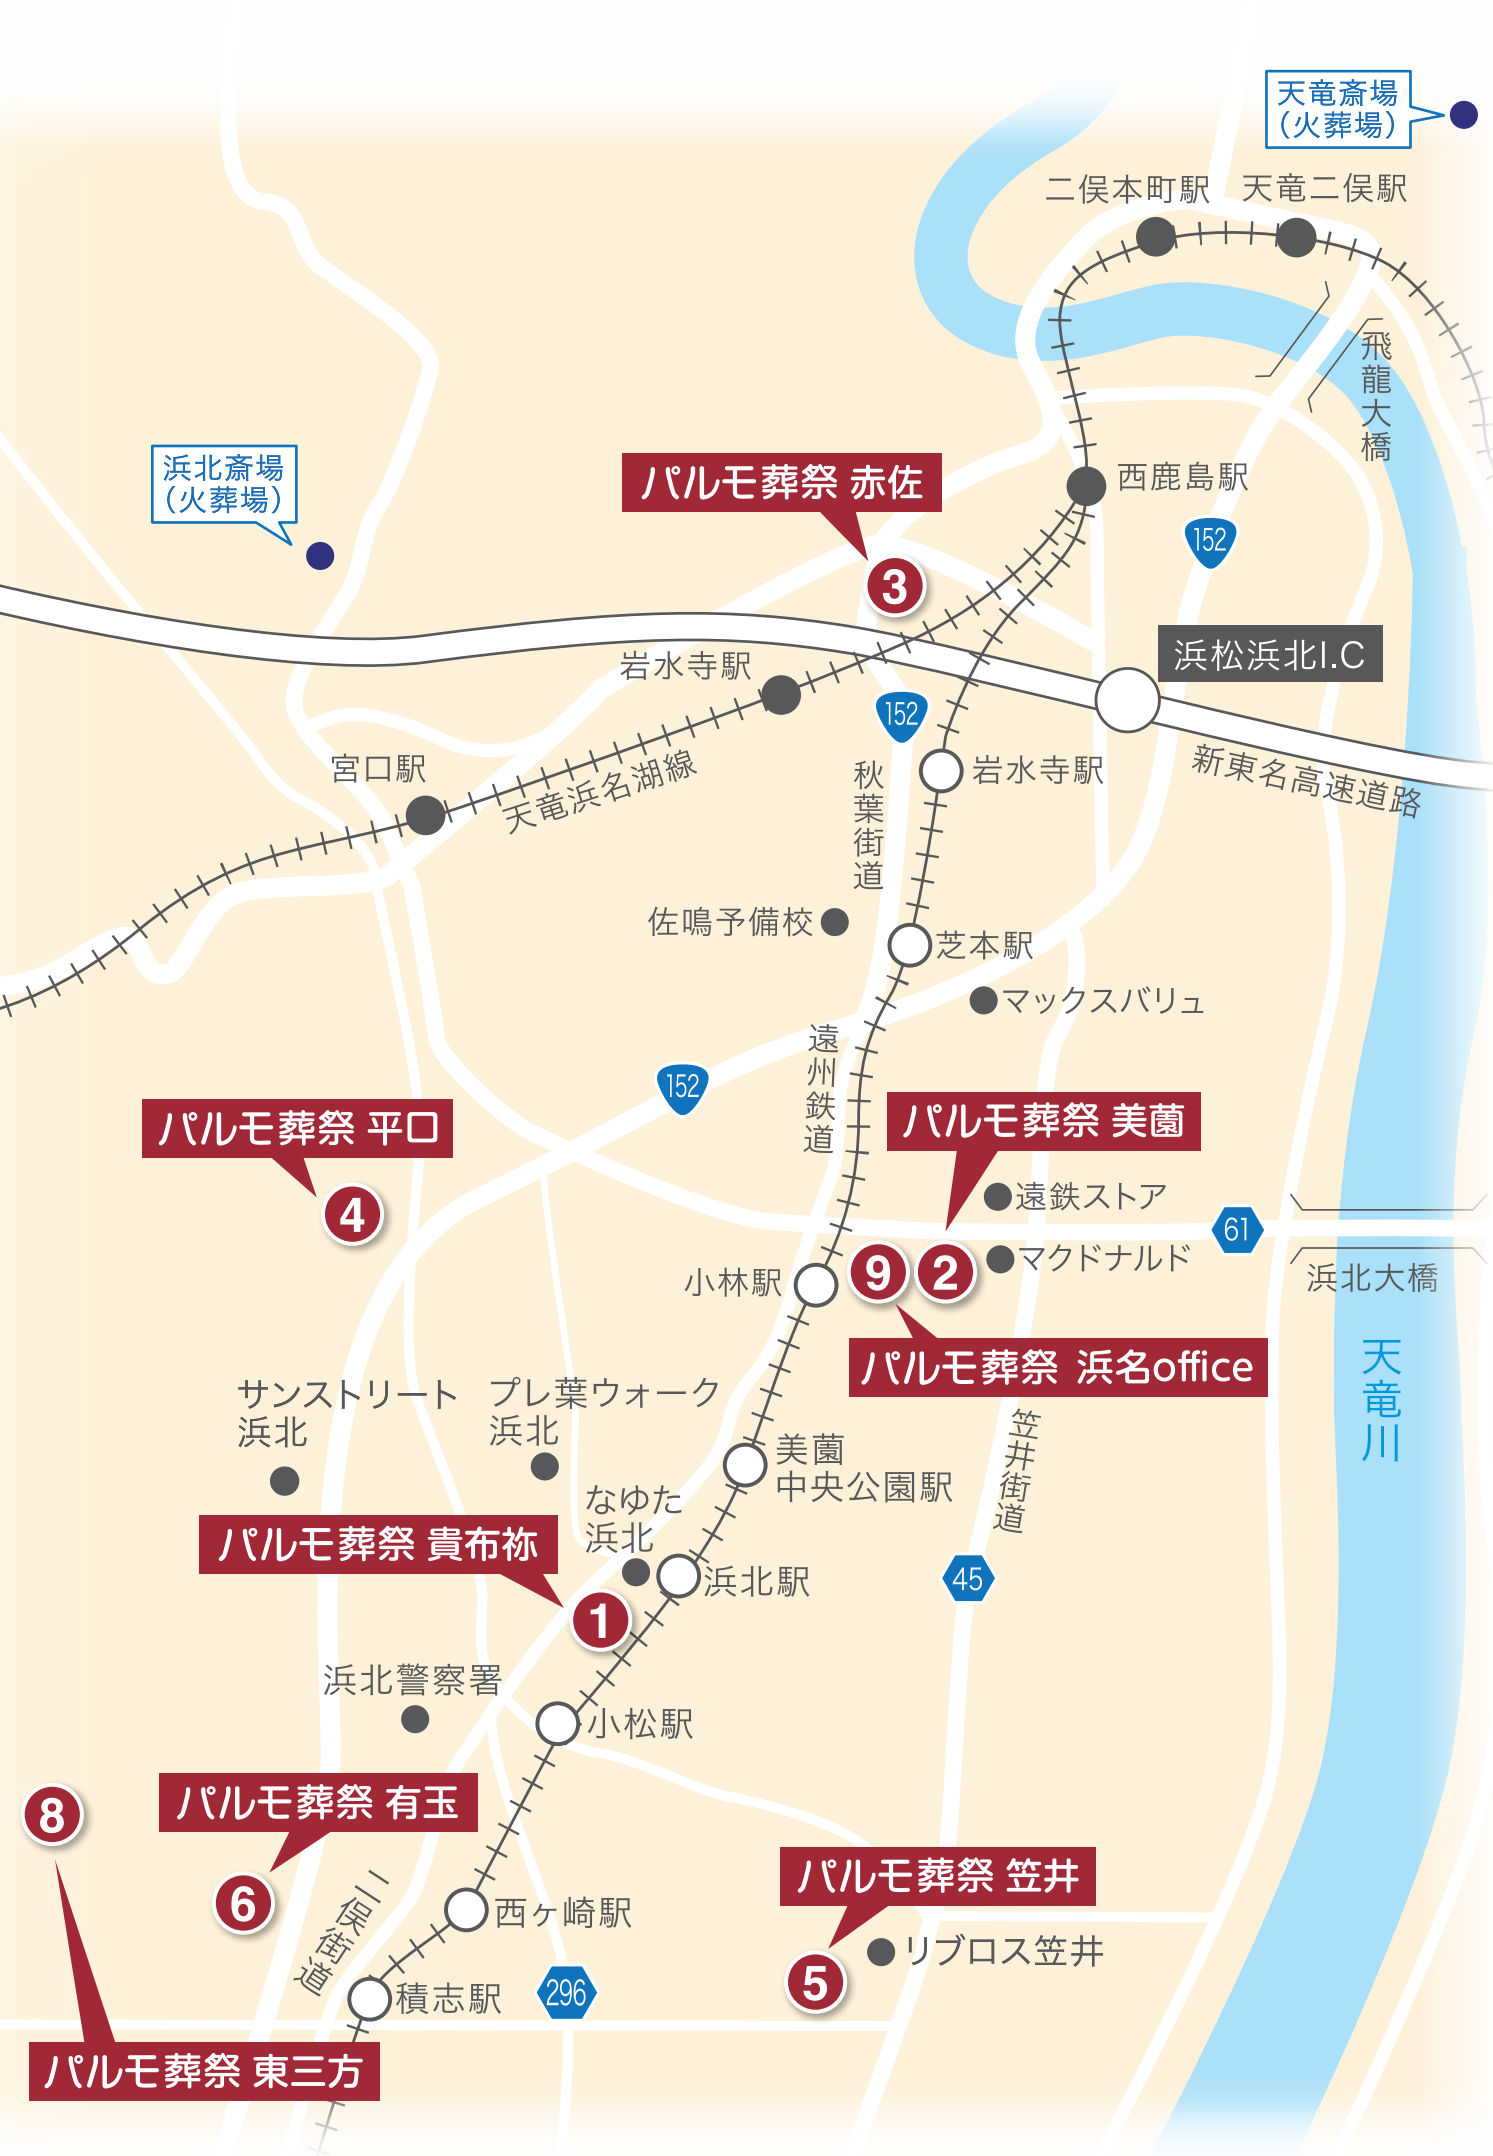 天竜斎場
（火葬場）
二俣本町駅
天竜二俣駅
飛龍大橋
浜北斎場
（火葬場）
パルモ葬祭 赤佐
西鹿島駅
152
3
浜松浜北I.C
岩水寺駅
152
新東名高速道路
宮口駅
天竜浜名湖線
岩水寺駅
秋葉街道
佐鳴予備校
芝本駅
マックスバリュ
遠州鉄道
152
パルモ葬祭 平口
4
パルモ葬祭 美薗
遠鉄ストア
61
マクドナルド
浜北大橋
小林駅
9
2
パルモ葬祭 浜名office
天竜川
サンストリート
浜北
プレ葉ウォーク
浜北
笠井街道
美薗
中央公園駅
なゆた
浜北
パルモ葬祭 貴布祢
浜北駅
45
1
浜北警察署
小松駅
8
パルモ葬祭 有玉
6
二俣街道
西ヶ崎駅
パルモ葬祭 笠井
リブロス笠井
5
積志駅
296
パルモ葬祭 東三方